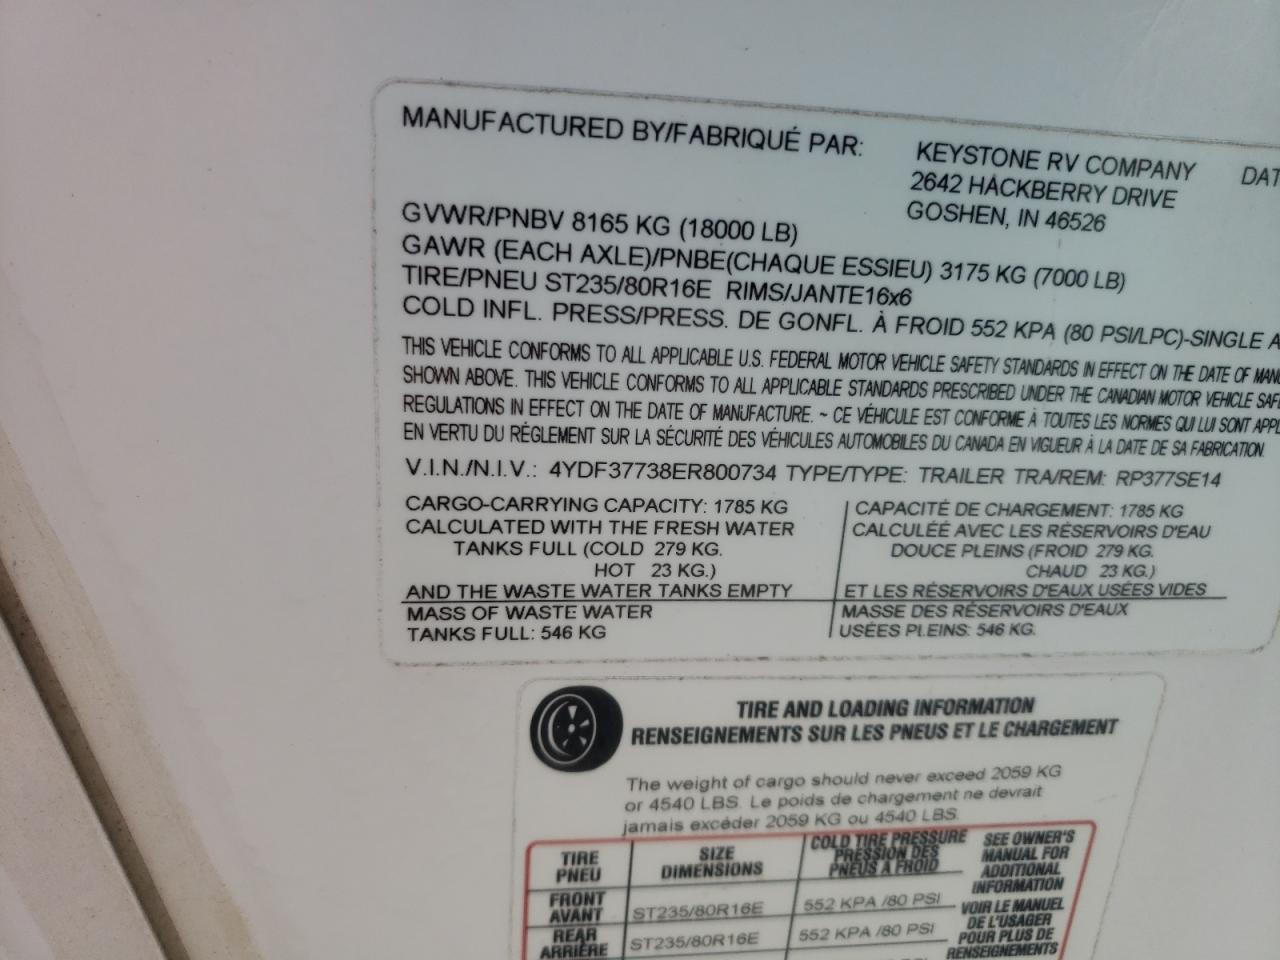 MANUFACTURED BY/FABRIQUÉ PAR: KEYSTONE RV COMPANY DAT
2642 HACKBERRY DRIVE
GOSHEN, IN 46526
GVWR/PNBV 8165 KG (18000 LB)
GAWR (EACH AXLE)/PNBE(CHAQUE ESSIEU) 3175 KG (7000 LB)
TIRE/PNEU ST235/80R16E RIMS/JANTE16x6
COLD INFL. PRESS/PRESS. DE GONFL. À FROID 552 KPA (80 PSI/LPC)-SINGLE A
THIS VEHICLE CONFORMS TO ALL APPLICABLE U.S. FEDERAL MOTOR VEHICLE SAFETY STANDARDS IN EFFECT ON THE DATE OF MAN
SHOWN ABOVE. THIS VEHICLE CONFORMS TO ALL APPLICABLE STANDARDS PRESCRIBED UNDER THE CANADIAN MOTOR VEHICLE SAF
REGULATIONS IN EFFECT ON THE DATE OF MANUFACTURE. ~ CE VÉHICULE EST CONFORME À TOUTES LES NORMES QUI LUI SONT APPL
EN VERTU DU RÉGLEMENT SUR LA SÉCURITÉ DES VÉHICULES AUTOMOBILES DU CANADA EN VIGUEUR À LA DATE DE SA FABRICATION.
V.I.N./N.I.V.: 4YDF37738ER800734 TYPE/TYPE: TRAILER TRA/REM: RP377SE14
CARGO-CARRYING CAPACITY: 1785 KG
CALCULATED WITH THE FRESH WATER
TANKS FULL (COLD 279 KG.
HOT 23 KG.)
AND THE WASTE WATER TANKS EMPTY
MASS OF WASTE WATER
TANKS FULL: 546 KG
CAPACITÉ DE CHARGEMENT: 1785 KG
CALCULÉÉ AVEC LES RÉSERVOIRS D'EAU
DOUCE PLEINS (FROID 279 KG.
CHAUD 23 KG.)
ET LES RÉSERVOIRS D'EAUX USÉES VIDES
MASSE DES RÉSERVOIRS D'EAUX
USÉES PLEINS: 546 KG.
TIRE AND LOADING INFORMATION
RENSEIGNEMENTS SUR LES PNEUS ET LE CHARGEMENT
The weight of cargo should never exceed 2059 KG
or 4540 LBS. Le poids de chargement ne devrait
jamais excéder 2059 KG ou 4540 LBS.
TIRE
PNEU
SIZE
DIMENSIONS
COLD TIRE PRESSURE
PRESSION DES
PNEUS A FROID
SEE OWNER'S
MANUAL FOR
ADDITIONAL
INFORMATION
FRONT
AVANT
ST235/80R16E
552 KPA /80 PSI
VOIR LE MANUEL
DE L'USAGER
POUR PLUS DE
RENSEIGNEMENTS
REAR
ARRIÈRE
ST235/80R16E
552 KPA /80 PSI